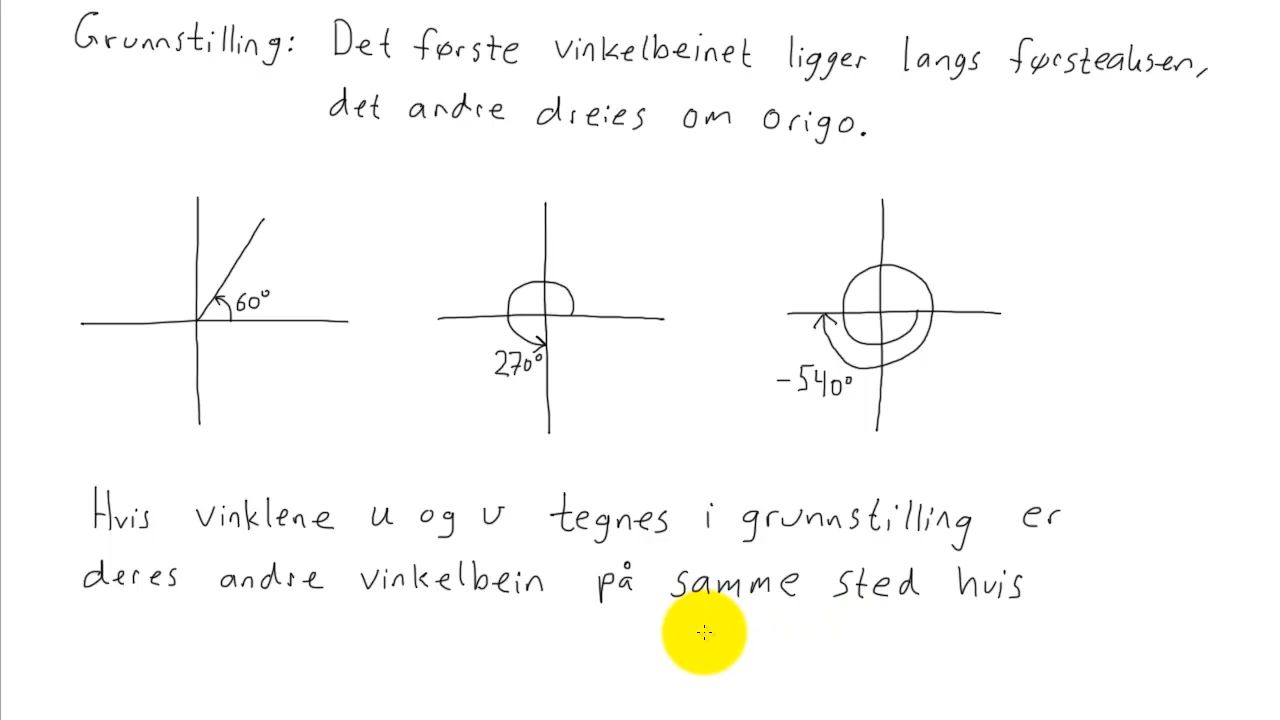 Grunnstilling: Det første vinkelbeinet ligger langs førsteaksen,
det andre dreies om origo.
60°
270°
-540°
Hvis vinklene u og v tegnes i grunnstilling er
deres andre vinkelbein på samme sted hvis